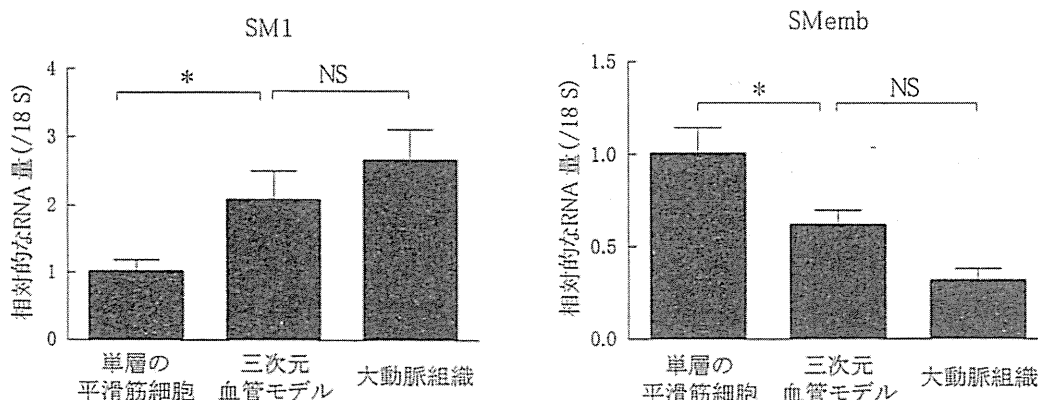 SM1
相対的なRNA 量(/18 S)
4
3
2
1
0
*
NS
単層の
平滑筋細胞
三次元
血管モデル
大動脈組織
SMemb
相対的なRNA 量(/18 S)
1.5
1.0
0.5
0.0
*
NS
単層の
平滑筋細胞
三次元
血管モデル
大動脈組織